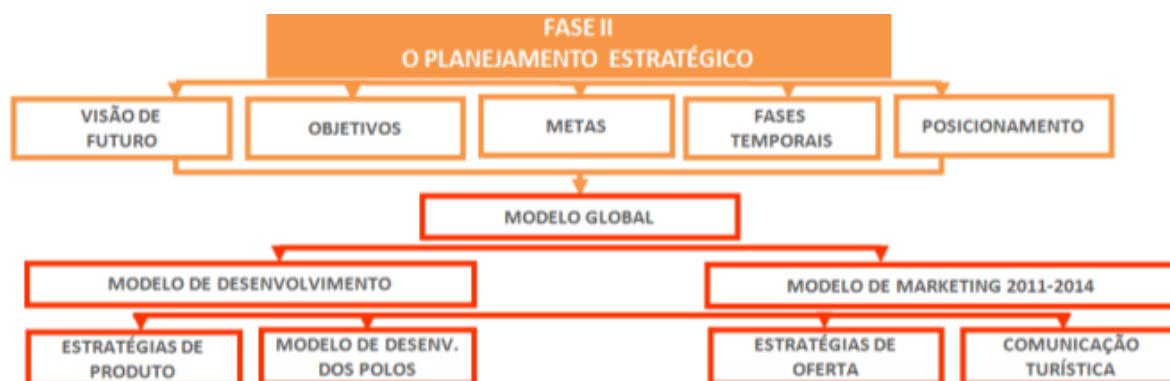 FASE II
O PLANEJAMENTO ESTRATÉGICO
VISÃO DE
FUTURO
OBJETIVOS
METAS
FASES
TEMPORAIS
POSICIONAMENTO
MODELO GLOBAL
MODELO DE DESENVOLVIMENTO
MODELO DE MARKETING 2011-2014
ESTRATÉGIAS DE
PRODUTO
MODELO DE DESENV.
DOS POLOS
ESTRATÉGIAS DE
OFERTA
COMUNICAÇÃO
TURÍSTICA